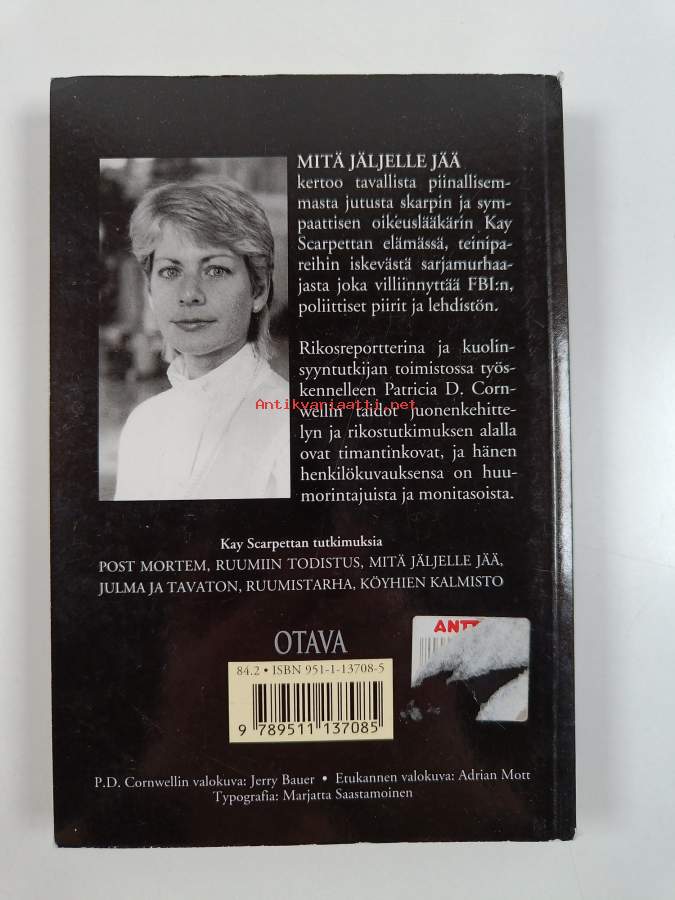 MITÄ JÄLJELLE JÄÄ
kertoo tavallista piinallisem-
masta jutusta skarpin ja sym-
paattisen oikeuslääkärin Kay
Scarpettan elämässä, teinipa-
reihin iskevästä sarjamurhaa-
jasta joka villiinnyttää FBI:n,
poliittiset piirit ja lehdistön.
Rikosreportterina ja kuolin-
syyntutkijan toimistossa työs-
kennelleen Patricia D. Corn-
wellin taidot juonenkehitte-
lyn ja rikostutkimuksen alalla
ovat timantinkovat, ja hänen
henkilökuvauksensa on huu-
morintajuista ja monitasoista.
Antikvariaatti.net
Kay Scarpettan tutkimuksia
POST MORTEM, RUUMIIN TODISTUS, MITÄ JÄLJELLE JÄÄ,
JULMA JA TAVATON, RUUMISTARHA, KÖYHIEN KALMISTO
OTAVA
84.2 • ISBN 951-1-13708-5
9 789511 137085
P.D. Cornwellin valokuva: Jerry Bauer • Etukannen valokuva: Adrian Mott
Typografia: Marjatta Saastamoinen